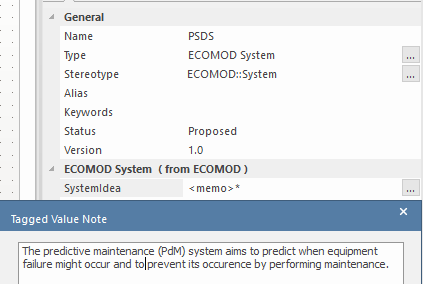 General
Name PSDS
Type ECOMOD System ...
Stereotype ECOMOD::System ...
Alias
Keywords
Status Proposed
Version 1.0
ECOMOD System ( from ECOMOD )
SystemIdea <memo>* ...
Tagged Value Note ×
The predictive maintenance (PdM) system aims to predict when equipment
failure might occur and to prevent its occurence by performing maintenance.